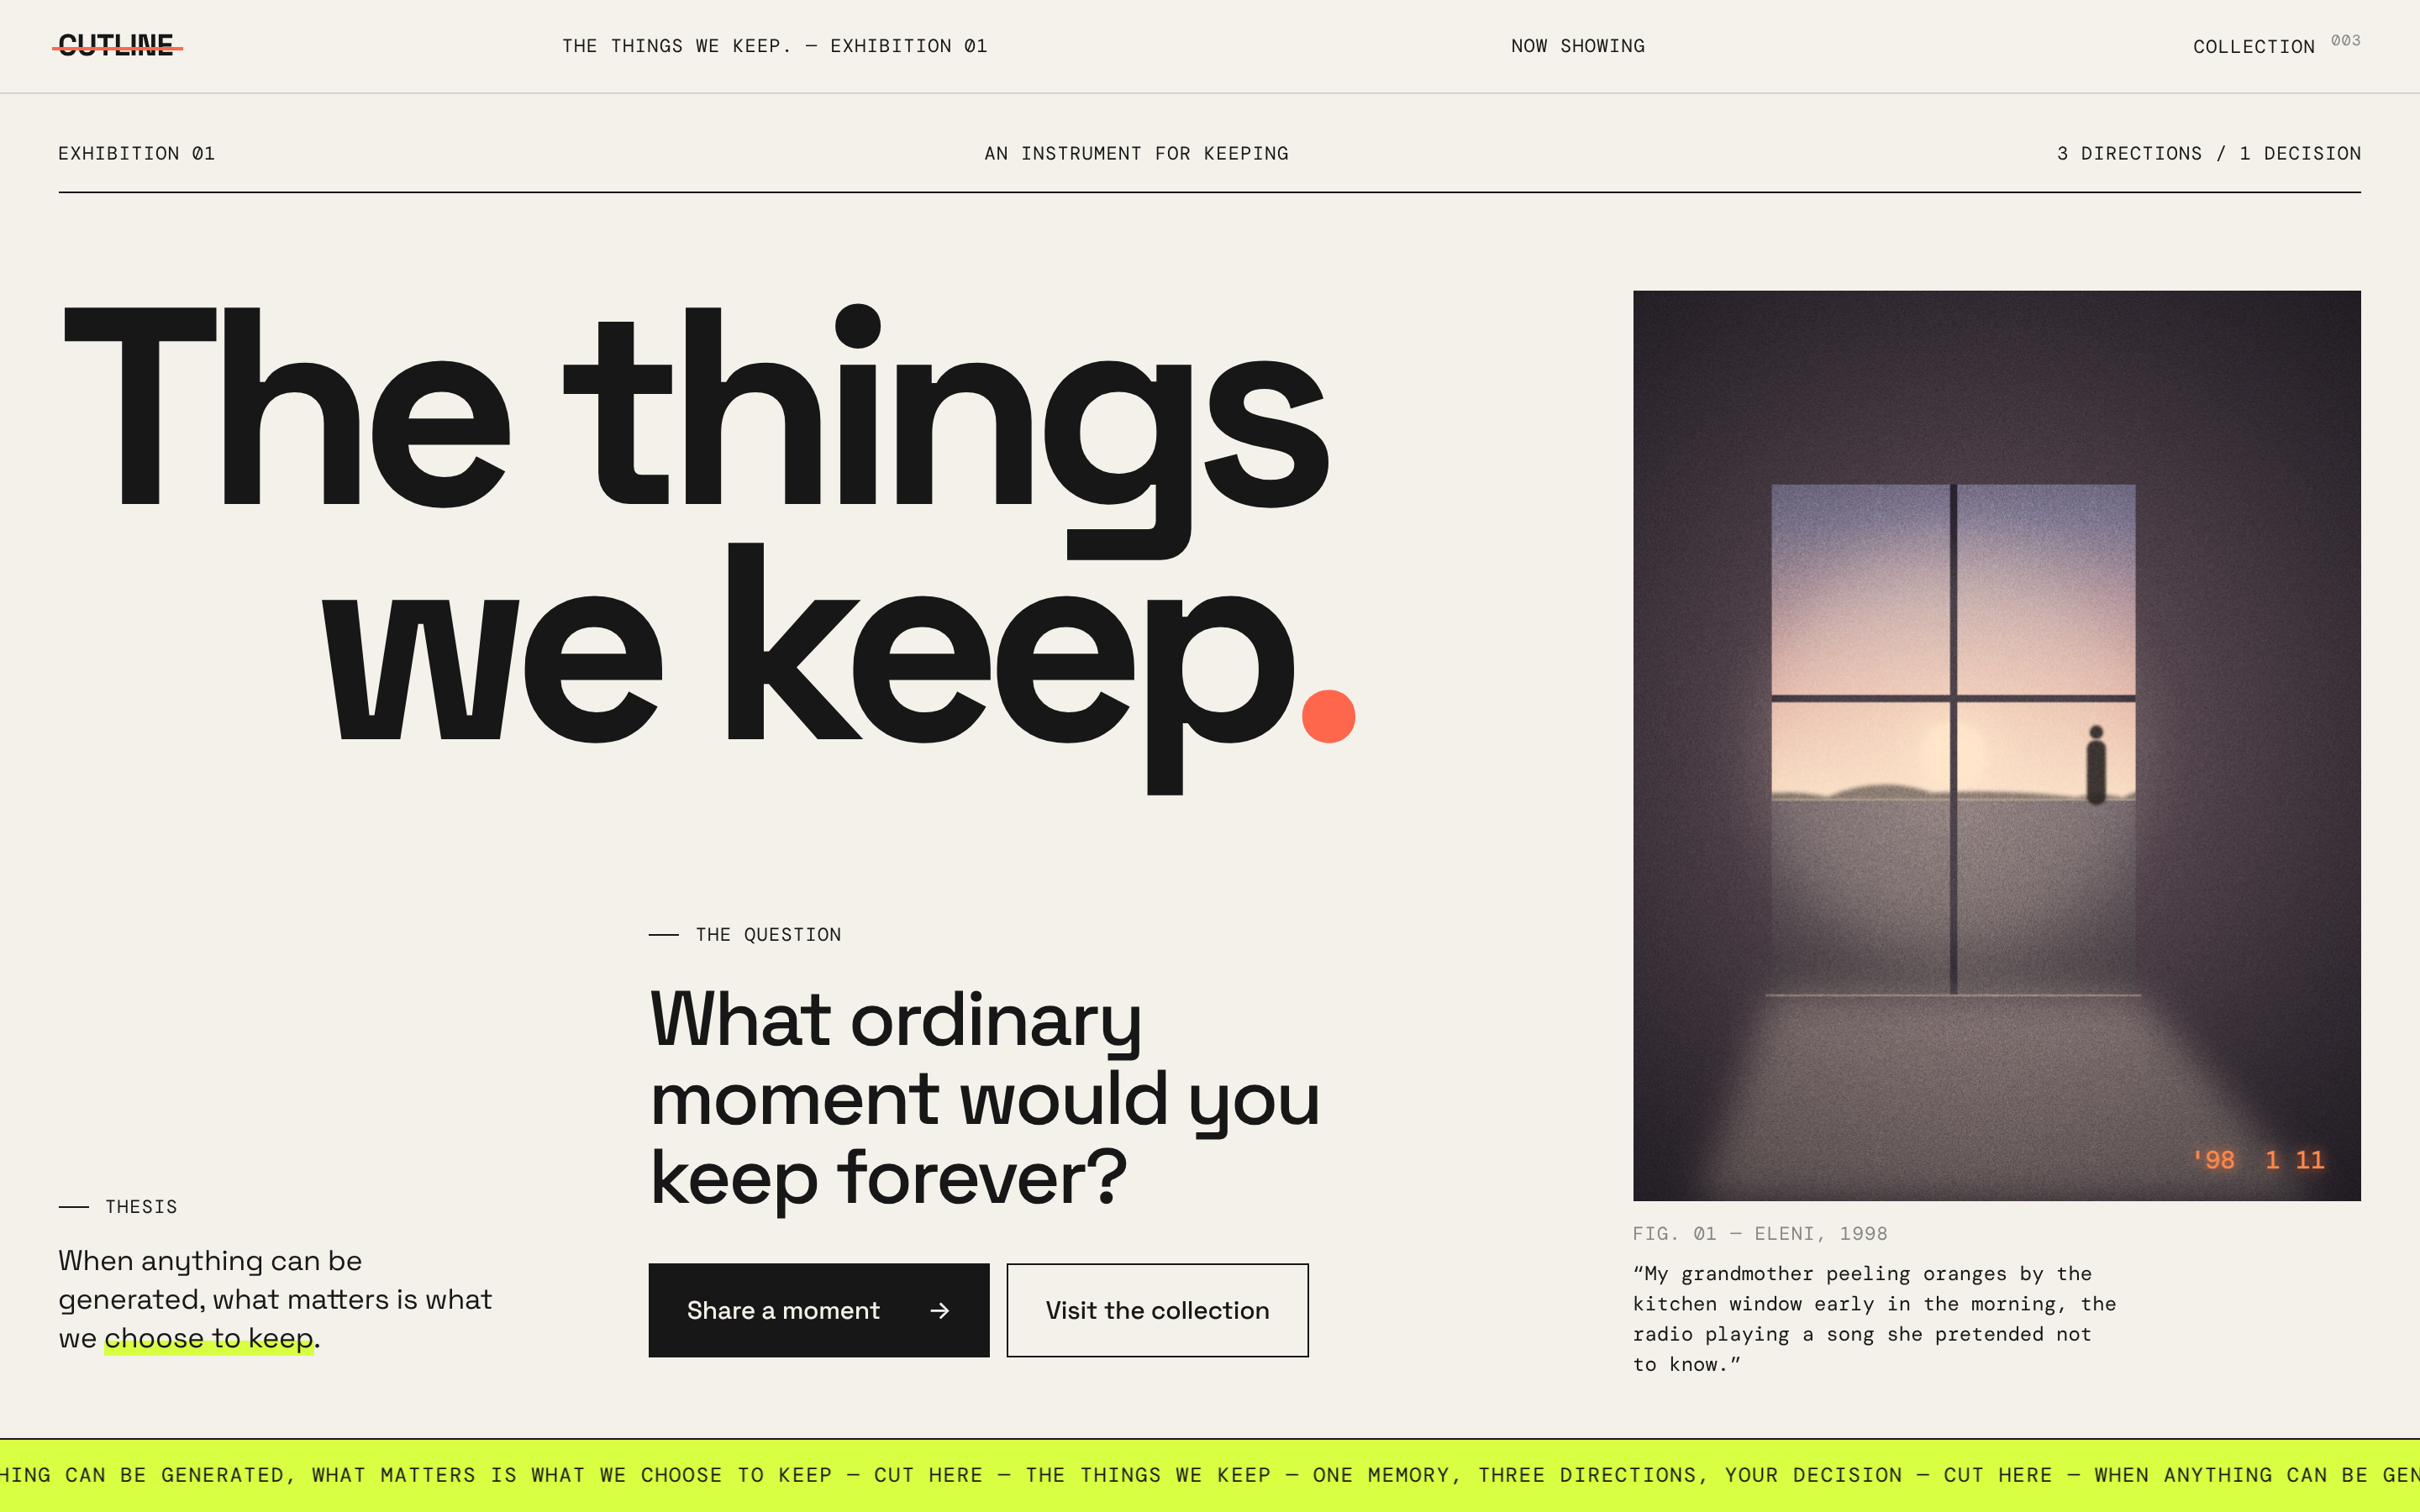 CUTLINE
THE THINGS WE KEEP. — EXHIBITION 01
NOW SHOWING
COLLECTION 003
EXHIBITION 01
AN INSTRUMENT FOR KEEPING
3 DIRECTIONS / 1 DECISION
The things
we keep.
— THE QUESTION
What ordinary
moment would you
keep forever?
— THESIS
When anything can be
generated, what matters is what
we choose to keep.
Share a moment →
Visit the collection
'98 1 11
FIG. 01 — ELENI, 1998
“My grandmother peeling oranges by the
kitchen window early in the morning, the
radio playing a song she pretended not
to know.”
HING CAN BE GENERATED, WHAT MATTERS IS WHAT WE CHOOSE TO KEEP — CUT HERE — THE THINGS WE KEEP — ONE MEMORY, THREE DIRECTIONS, YOUR DECISION — CUT HERE — WHEN ANYTHING CAN BE GEN